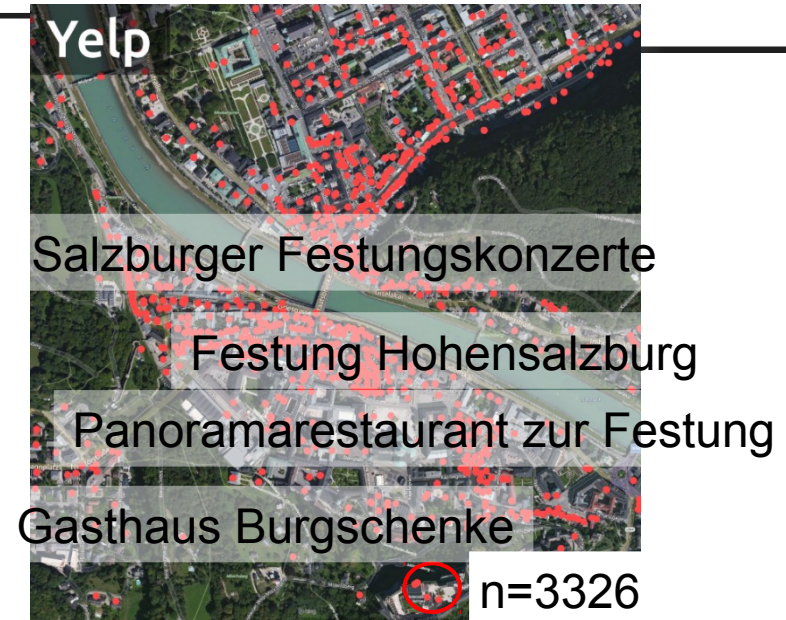 Yelp
Salzburger Festungskonzerte
Festung Hohensalzburg
Panoramarestaurant zur Festung
Gasthaus Burgschenke
n=3326